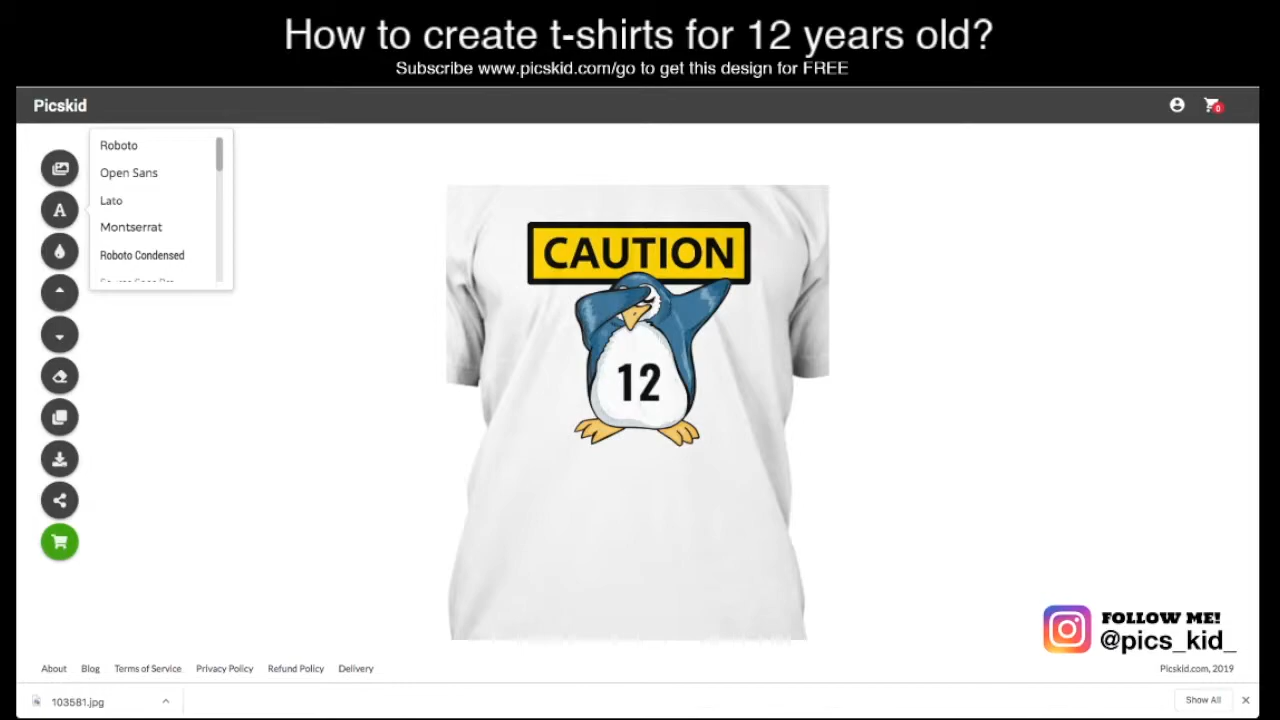 How to create t-shirts for 12 years old?
Subscribe www.picskid.com/go to get this design for FREE
Picskid
0
Roboto
Open Sans
Lato
Montserrat
Roboto Condensed
A
CAUTION
12
FOLLOW ME!
@pics_kid_
About Blog Terms of Service Privacy Policy Refund Policy Delivery
Picskid.com, 2019
103581.jpg
Show All